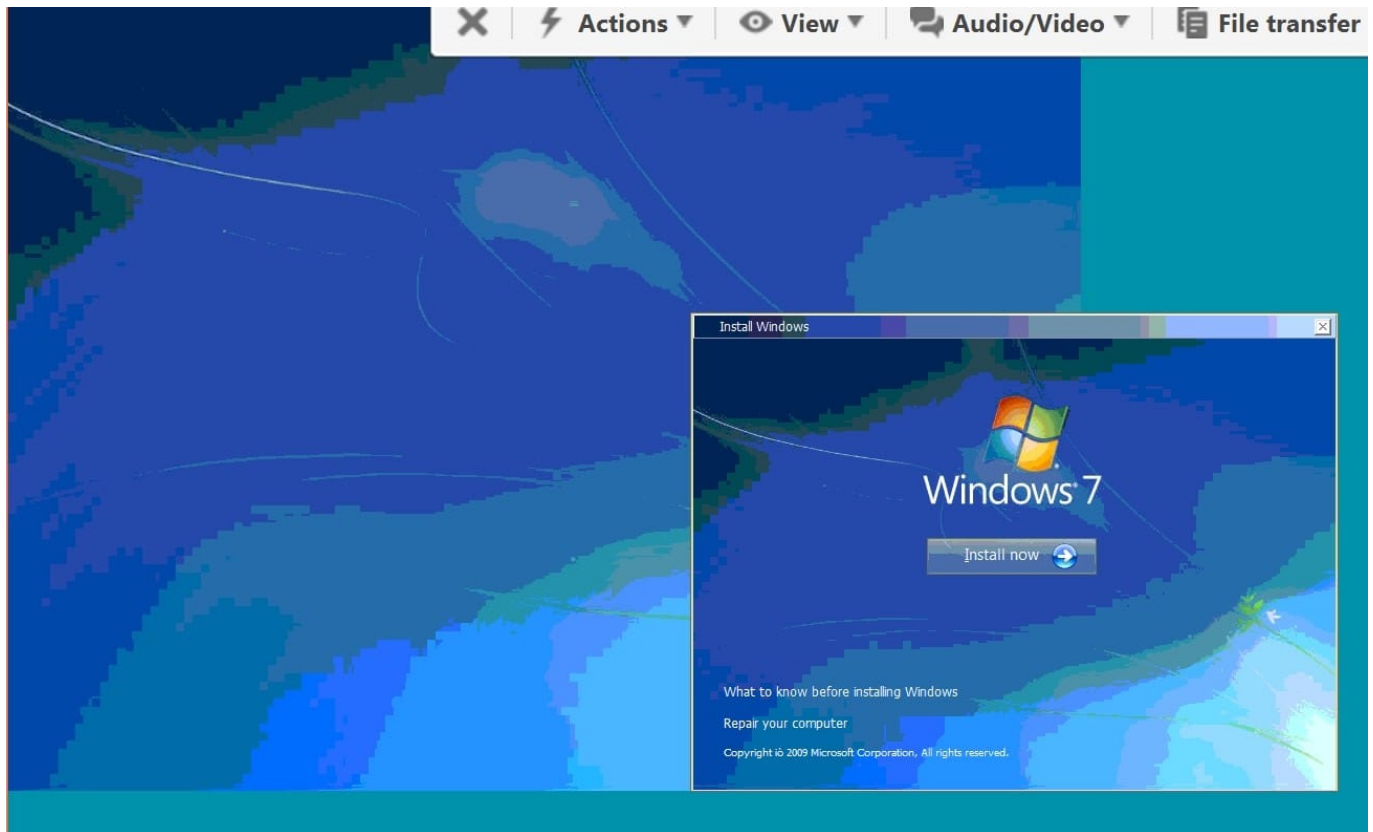 Actions View Audio/Video File transfer
Install Windows
Windows 7
Install now
What to know before installing Windows
Repair your computer
Copyright ìò 2009 Microsoft Corporation. All rights reserved.